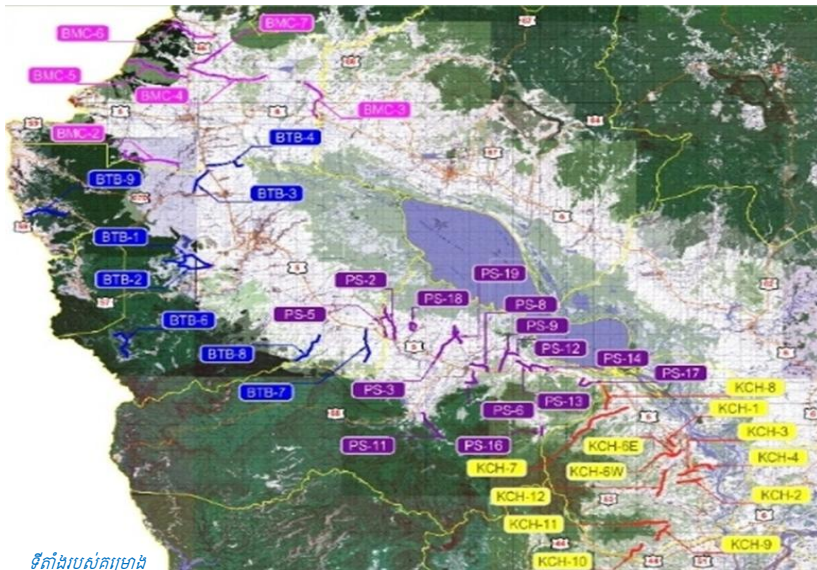 BMC-7
BMC-6
BMC-5
BMC-4
BMC-3
BMC-2
BTB-4
BTB-9
BTB-3
BTB-1
BTB-2
PS-19
PS-2
PS-18
PS-8
PS-5
PS-9
BTB-6
PS-12
BTB-8
PS-14
PS-17
BTB-7
PS-3
KCH-8
PS-6
PS-13
KCH-1
KCH-3
PS-11
PS-16
KCH-6E
KCH-4
KCH-7
KCH-6W
KCH-12
KCH-2
KCH-11
KCH-9
KCH-10
ទីតាំងរបស់គម្រោង